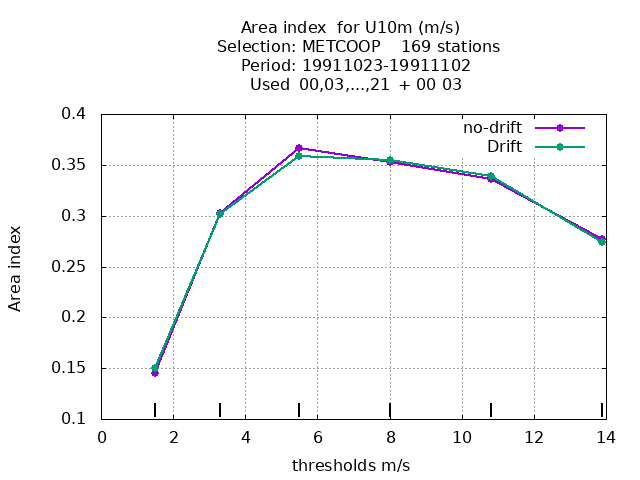 Area index  for U10m (m/s)
Selection: METCOOP    169 stations
Period: 19911023-19911102
Used  00,03,...,21  + 00 03
no-drift
Drift
0.4
0.35
0.3
0.25
0.2
0.15
0.1
Area index
0 2 4 6 8 10 12 14
thresholds m/s